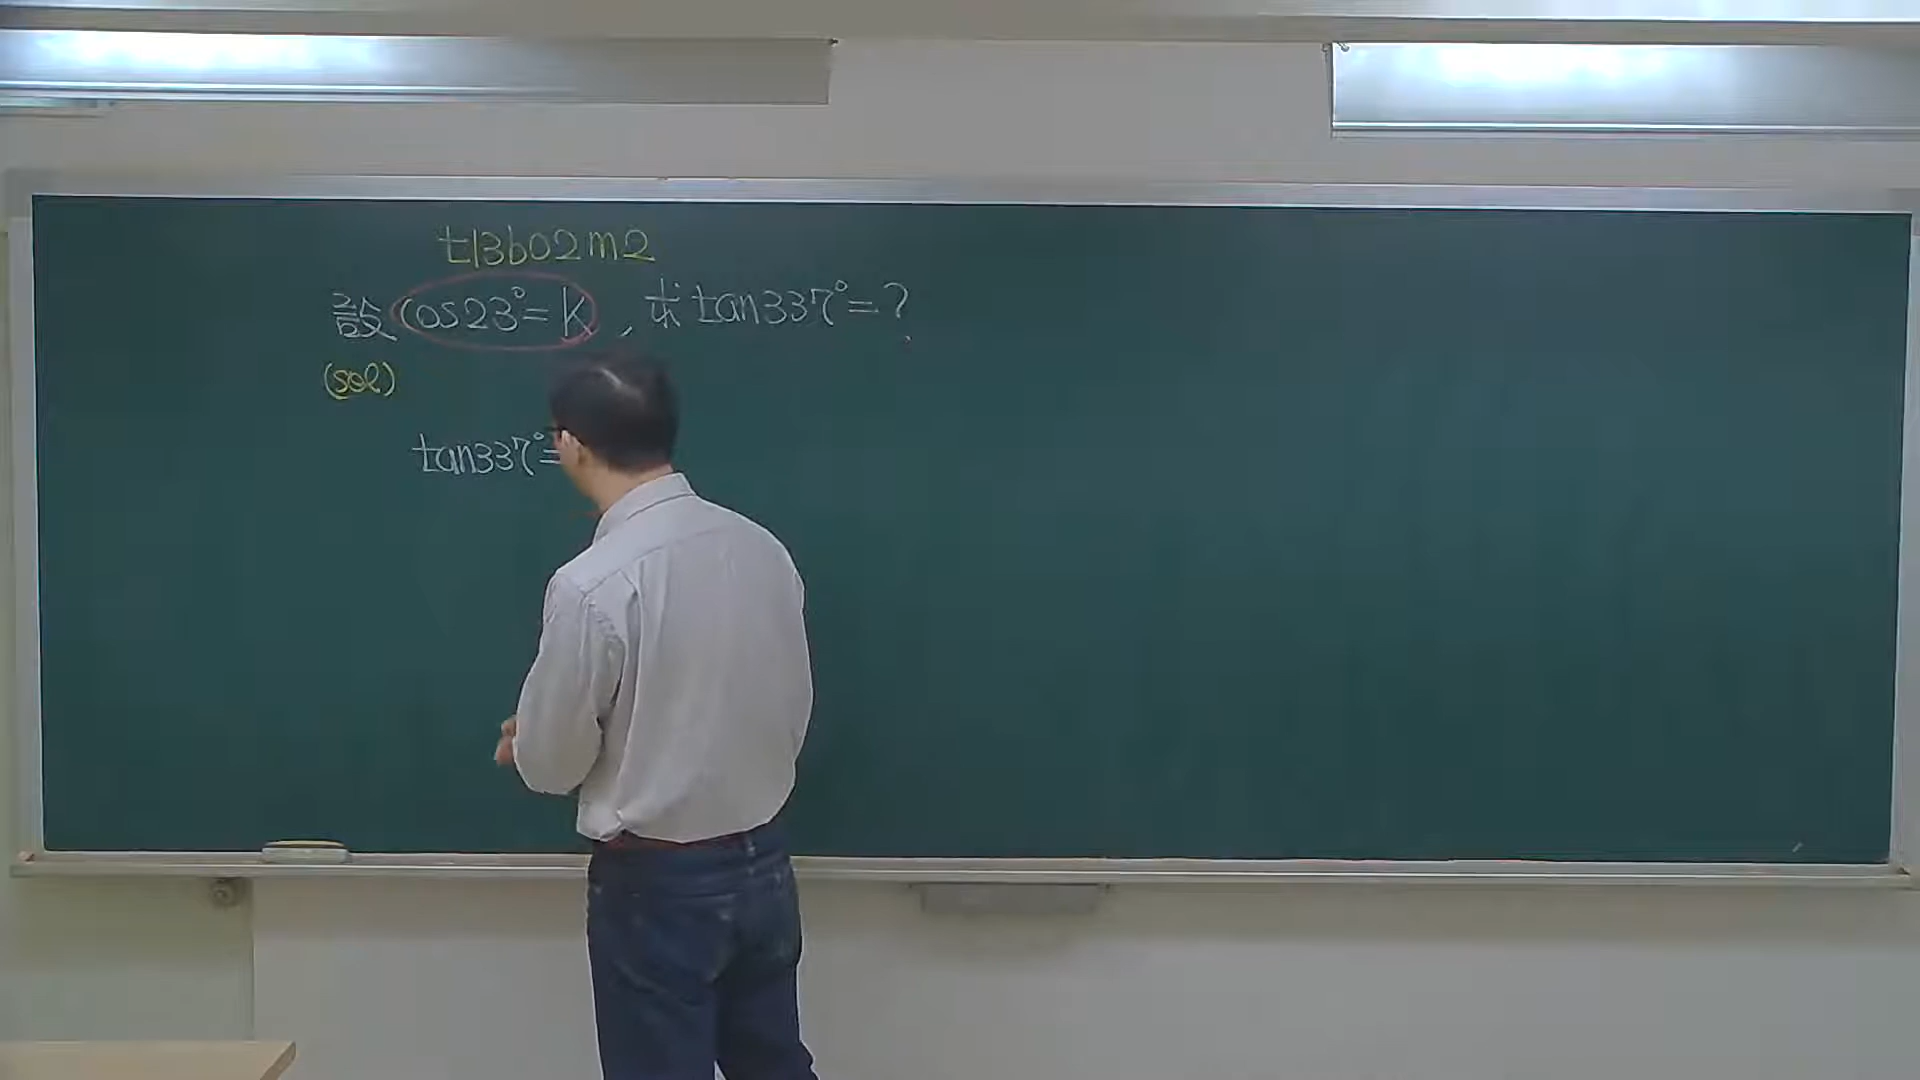 t13b02m2
設 cos23°=k , 求 tan337°=?
(sol)
tan337°=